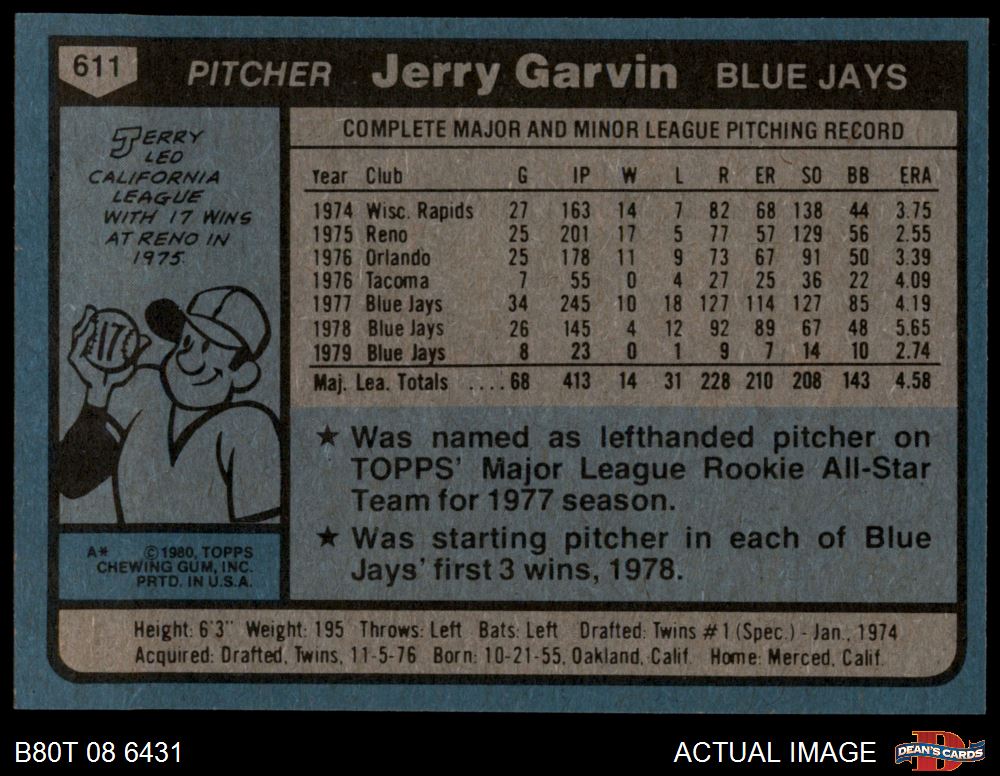 611 PITCHER Jerry Garvin BLUE JAYS
JERRY
LED
CALIFORNIA
LEAGUE
WITH 17 WINS
AT RENO IN
1975.
17
A* © 1980, TOPPS
CHEWING GUM, INC.
PRTD. IN U.S.A.
COMPLETE MAJOR AND MINOR LEAGUE PITCHING RECORD
Year Club G IP W L R ER SO BB ERA
1974 Wisc. Rapids 27 163 14 7 82 68 138 44 3.75
1975 Reno 25 201 17 5 77 57 129 56 2.55
1976 Orlando 25 178 11 9 73 67 91 50 3.39
1976 Tacoma 7 55 0 4 27 25 36 22 4.09
1977 Blue Jays 34 245 10 18 127 114 127 85 4.19
1978 Blue Jays 26 145 4 12 92 89 67 48 5.65
1979 Blue Jays 8 23 0 1 9 7 14 10 2.74
Maj. Lea. Totals ....68 413 14 31 228 210 208 143 4.58
★ Was named as lefthanded pitcher on
TOPPS' Major League Rookie All-Star
Team for 1977 season.
★ Was starting pitcher in each of Blue
Jays' first 3 wins, 1978.
Height: 6'3" Weight: 195 Throws: Left Bats: Left Drafted: Twins #1 (Spec.) - Jan., 1974
Acquired: Drafted, Twins, 11-5-76 Born: 10-21-55, Oakland, Calif. Home: Merced, Calif.
B80T 08 6431 ACTUAL IMAGE DEAN'S CARDS